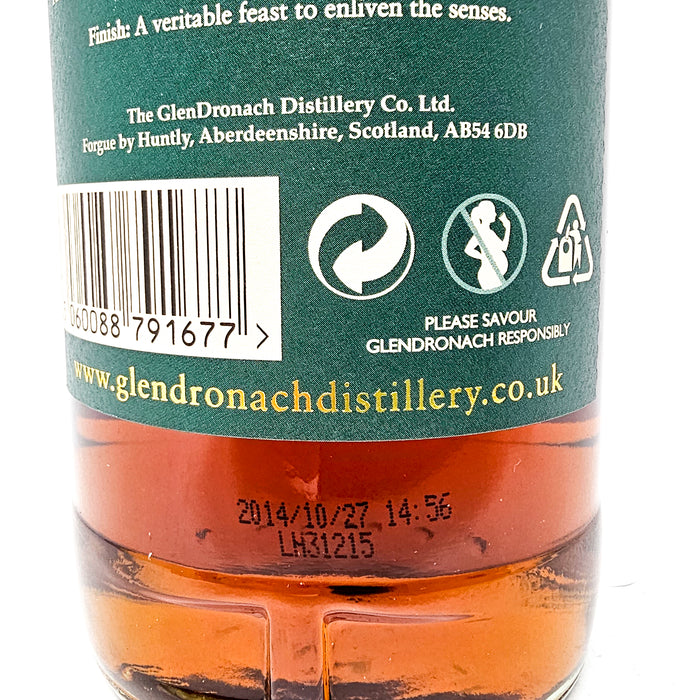 Finish: A veritable feast to enliven the senses.
The GlenDronach Distillery Co. Ltd.
Forgue by Huntly, Aberdeenshire, Scotland, AB54 6DB
060088 791677 >
PLEASE SAVOUR
GLENDRONACH RESPONSIBLY
www.glendronachdistillery.co.uk
2014/10/27 14:56
LW31215